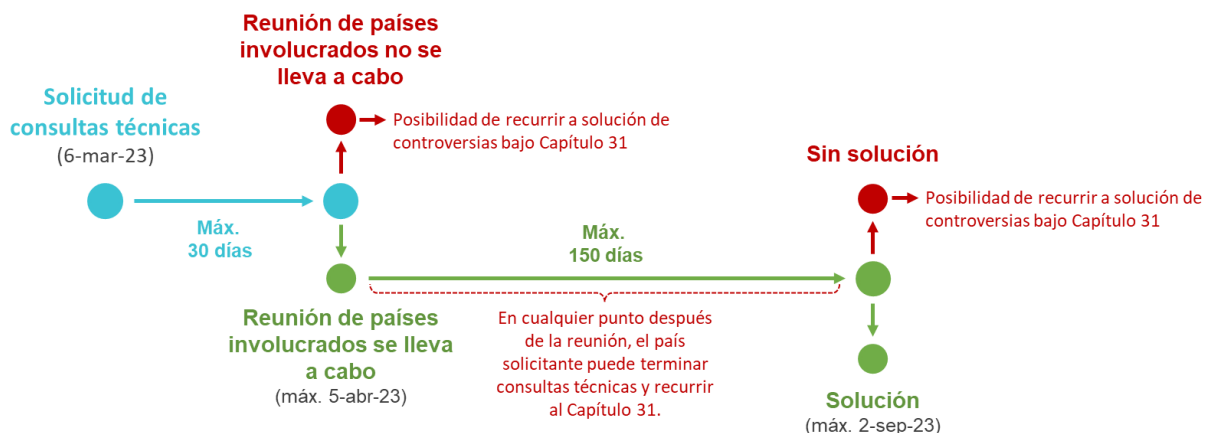 Reunión de países
involucrados no se
lleva a cabo
Solicitud de
consultas técnicas
(6-mar-23)
Posibilidad de recurrir a solución de
controversias bajo Capítulo 31
Máx.
30 días
Sin solución
Posibilidad de recurrir a solución de
controversias bajo Capítulo 31
Máx.
150 días
Reunión de países
involucrados se lleva
a cabo
(máx. 5-abr-23)
En cualquier punto después
de la reunión, el país
solicitante puede terminar
consultas técnicas y recurrir
al Capítulo 31.
Solución
(máx. 2-sep-23)